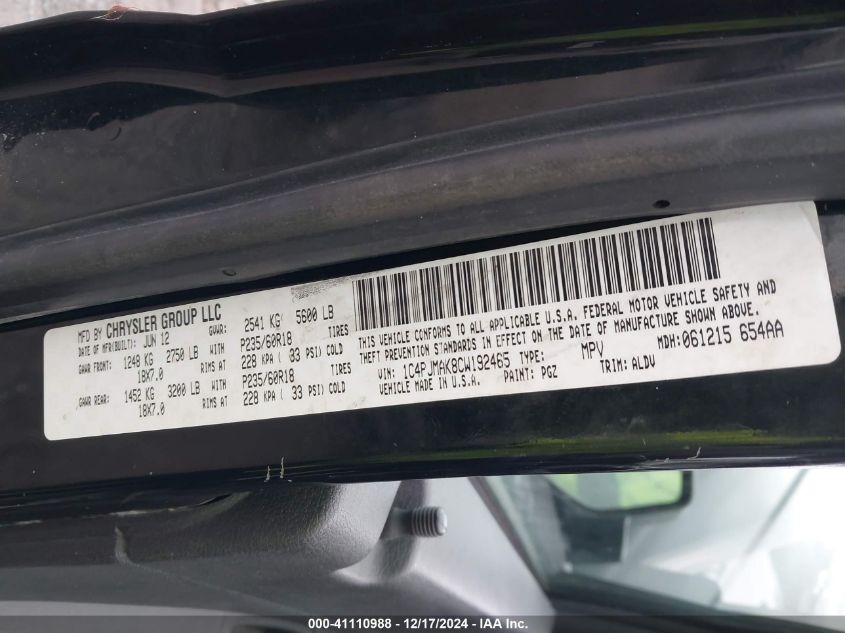 MFD BY CHRYSLER GROUP LLC
DATE OF MFR(BUILT): JUN 12 GVWR: 2541 KG 5600 LB
GAWR FRONT: 1248 KG 2750 LB WITH P235/60R18 TIRES
18X7.0 RIMS AT 228 KPA ( 33 PSI) COLD
GAWR REAR: 1452 KG 3200 LB WITH P235/60R18 TIRES
18X7.0 RIMS AT 228 KPA ( 33 PSI) COLD
THIS VEHICLE CONFORMS TO ALL APPLICABLE U.S.A. FEDERAL MOTOR VEHICLE SAFETY AND
THEFT PREVENTION STANDARDS IN EFFECT ON THE DATE OF MANUFACTURE SHOWN ABOVE.
VIN: 1C4PJMAK8CW192465 TYPE: MPV MDH: 061215 654AA
VEHICLE MADE IN U.S.A. PAINT: PGZ TRIM: ALDV
000-41110988 - 12/17/2024 - IAA Inc.